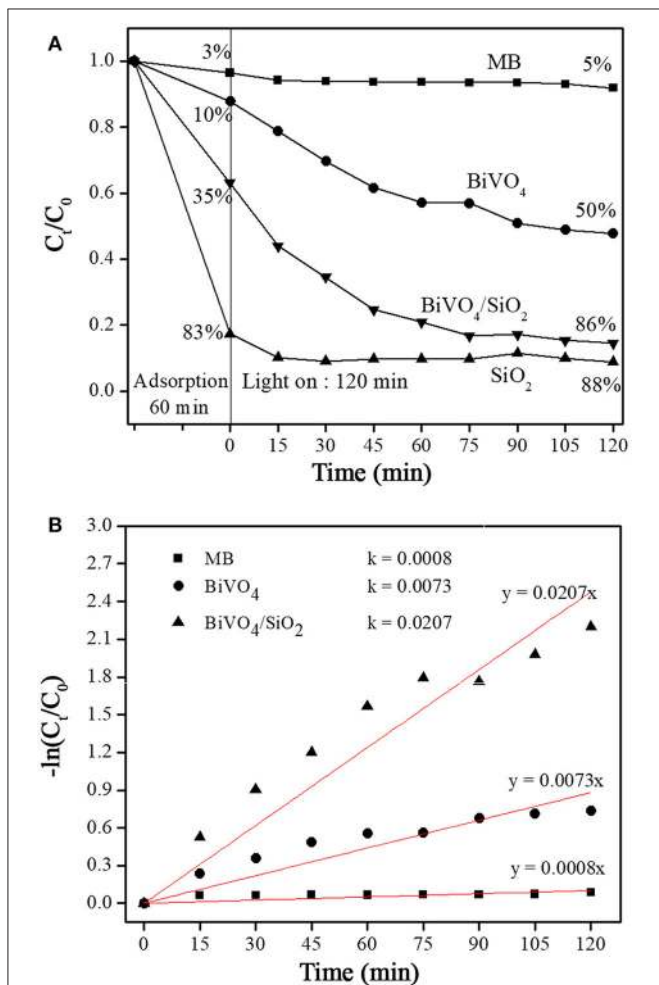 A
1.0
0.8
0.6
0.4
0.2
0.0
Cₜ/C₀
3%
10%
35%
83%
MB
5%
BiVO₄
50%
BiVO₄/SiO₂
86%
SiO₂
88%
Adsorption
60 min
Light on : 120 min
0 15 30 45 60 75 90 105 120
Time (min)
B
3.0
2.7
2.4
2.1
1.8
1.5
1.2
0.9
0.6
0.3
0.0
-ln(Cₜ/C₀)
MB k = 0.0008
BiVO₄ k = 0.0073
BiVO₄/SiO₂ k = 0.0207
y = 0.0207x
y = 0.0073x
y = 0.0008x
0 15 30 45 60 75 90 105 120
Time (min)